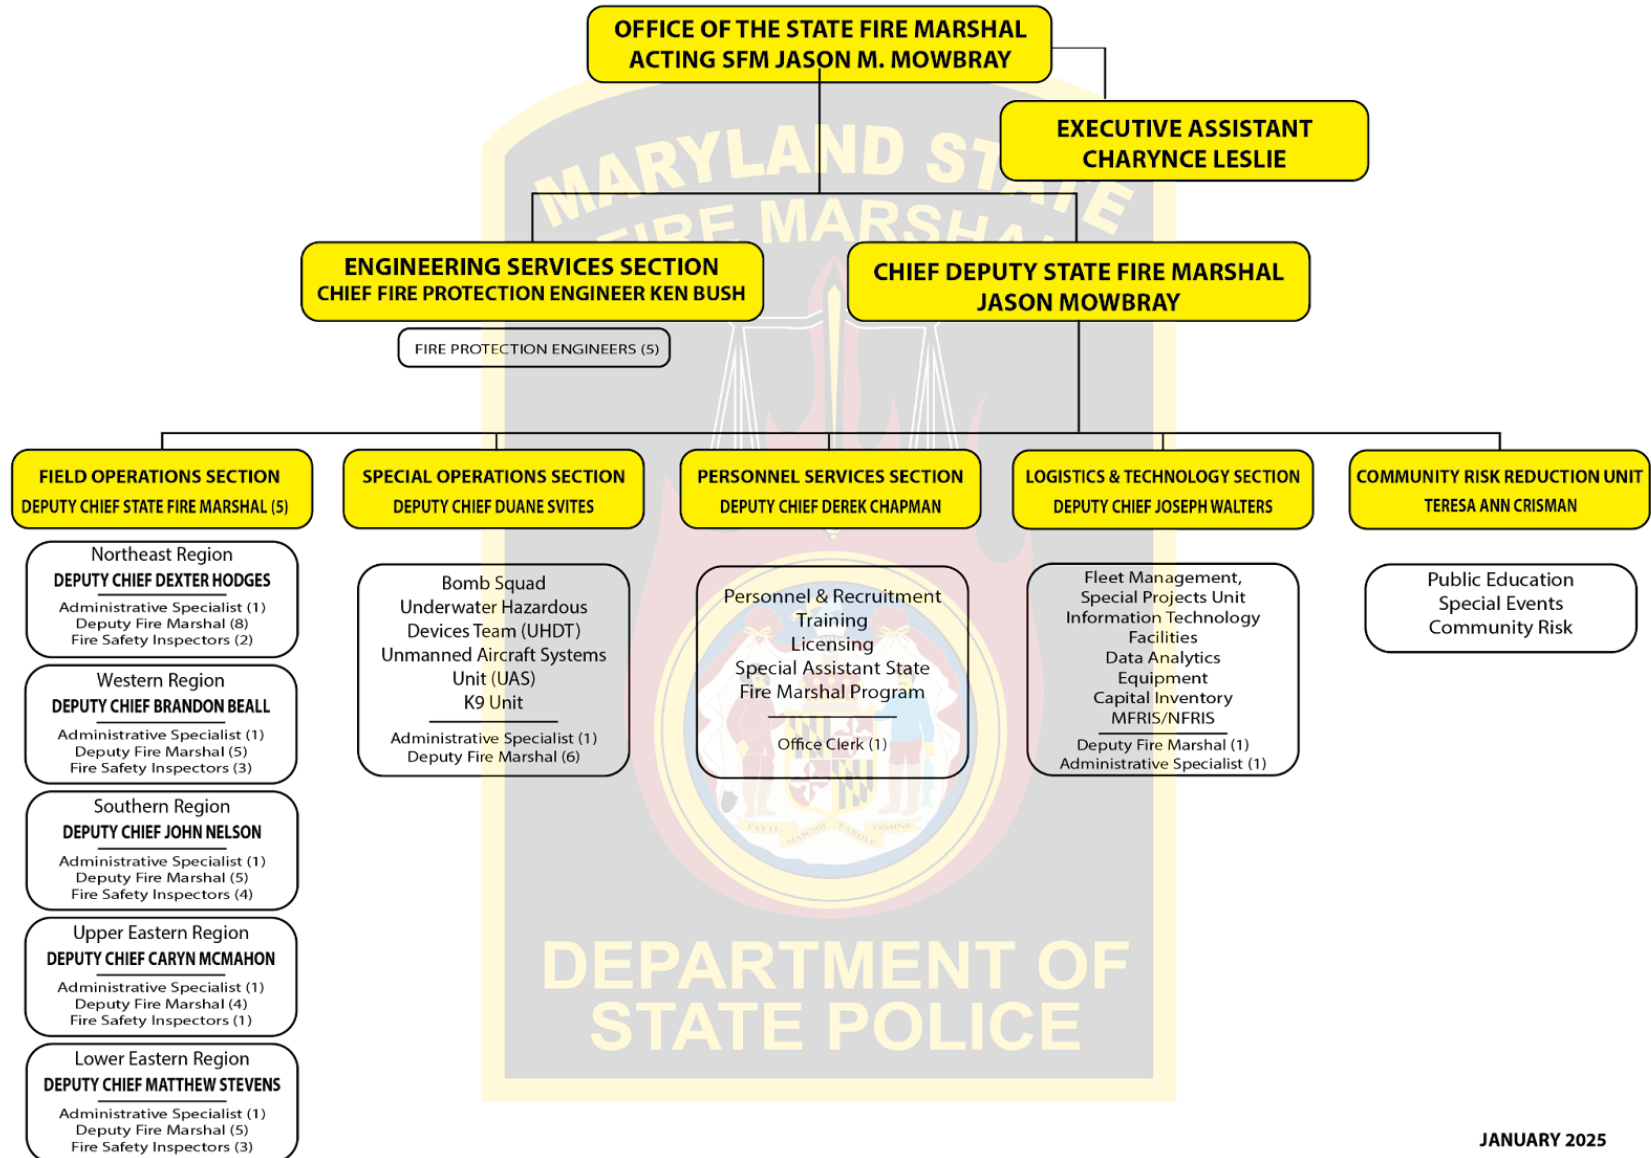 OFFICE OF THE STATE FIRE MARSHAL
ACTING SFM JASON M. MOWBRAY
EXECUTIVE ASSISTANT
CHARYNCE LESLIE
MARYLAND STATE
FIRE MARSHAL
ENGINEERING SERVICES SECTION
CHIEF FIRE PROTECTION ENGINEER KEN BUSH
FIRE PROTECTION ENGINEERS (5)
CHIEF DEPUTY STATE FIRE MARSHAL
JASON MOWBRAY
FIELD OPERATIONS SECTION
DEPUTY CHIEF STATE FIRE MARSHAL (5)
Northeast Region
DEPUTY CHIEF DEXTER HODGES
Administrative Specialist (1)
Deputy Fire Marshal (8)
Fire Safety Inspectors (2)
Western Region
DEPUTY CHIEF BRANDON BEALL
Administrative Specialist (1)
Deputy Fire Marshal (5)
Fire Safety Inspectors (3)
Southern Region
DEPUTY CHIEF JOHN NELSON
Administrative Specialist (1)
Deputy Fire Marshal (5)
Fire Safety Inspectors (4)
Upper Eastern Region
DEPUTY CHIEF CARYN MCMAHON
Administrative Specialist (1)
Deputy Fire Marshal (4)
Fire Safety Inspectors (1)
Lower Eastern Region
DEPUTY CHIEF MATTHEW STEVENS
Administrative Specialist (1)
Deputy Fire Marshal (5)
Fire Safety Inspectors (3)
SPECIAL OPERATIONS SECTION
DEPUTY CHIEF DUANE SVITES
Bomb Squad
Underwater Hazardous
Devices Team (UHDT)
Unmanned Aircraft Systems
Unit (UAS)
K9 Unit
Administrative Specialist (1)
Deputy Fire Marshal (6)
PERSONNEL SERVICES SECTION
DEPUTY CHIEF DEREK CHAPMAN
Personnel & Recruitment
Training
Licensing
Special Assistant State
Fire Marshal Program
Office Clerk (1)
LOGISTICS & TECHNOLOGY SECTION
DEPUTY CHIEF JOSEPH WALTERS
Fleet Management,
Special Projects Unit
Information Technology
Facilities
Data Analytics
Equipment
Capital Inventory
MFRIS/NFRIS
Deputy Fire Marshal (1)
Administrative Specialist (1)
COMMUNITY RISK REDUCTION UNIT
TERESA ANN CRISMAN
Public Education
Special Events
Community Risk
FATTI MASCHII PAROLE FEMINE
DEPARTMENT OF
STATE POLICE
JANUARY 2025